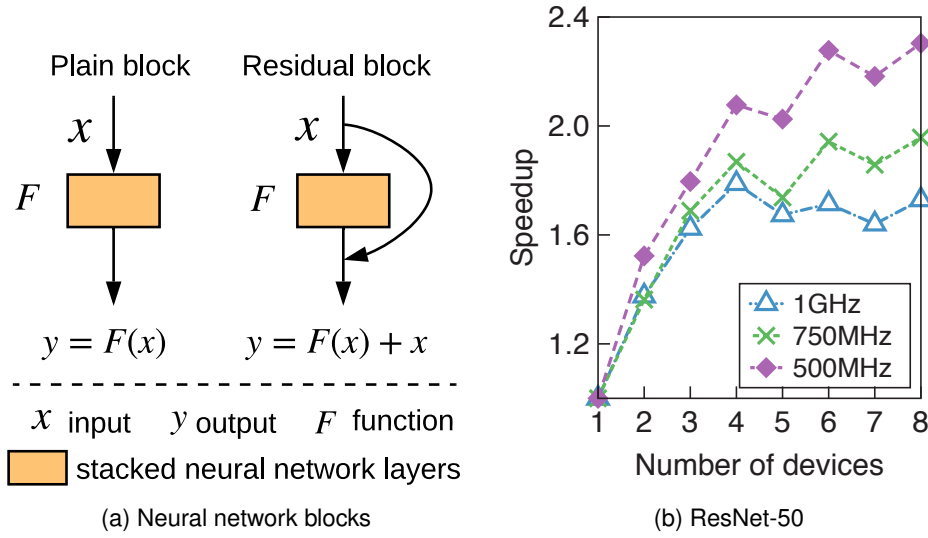 Plain block
Residual block
x
x
F
F
y = F(x)
y = F(x) + x
x input
y output
F function
stacked neural network layers
(a) Neural network blocks
2.4
2.0
1.6
1.2
Speedup
1GHz
750MHz
500MHz
1 2 3 4 5 6 7 8
Number of devices
(b) ResNet-50